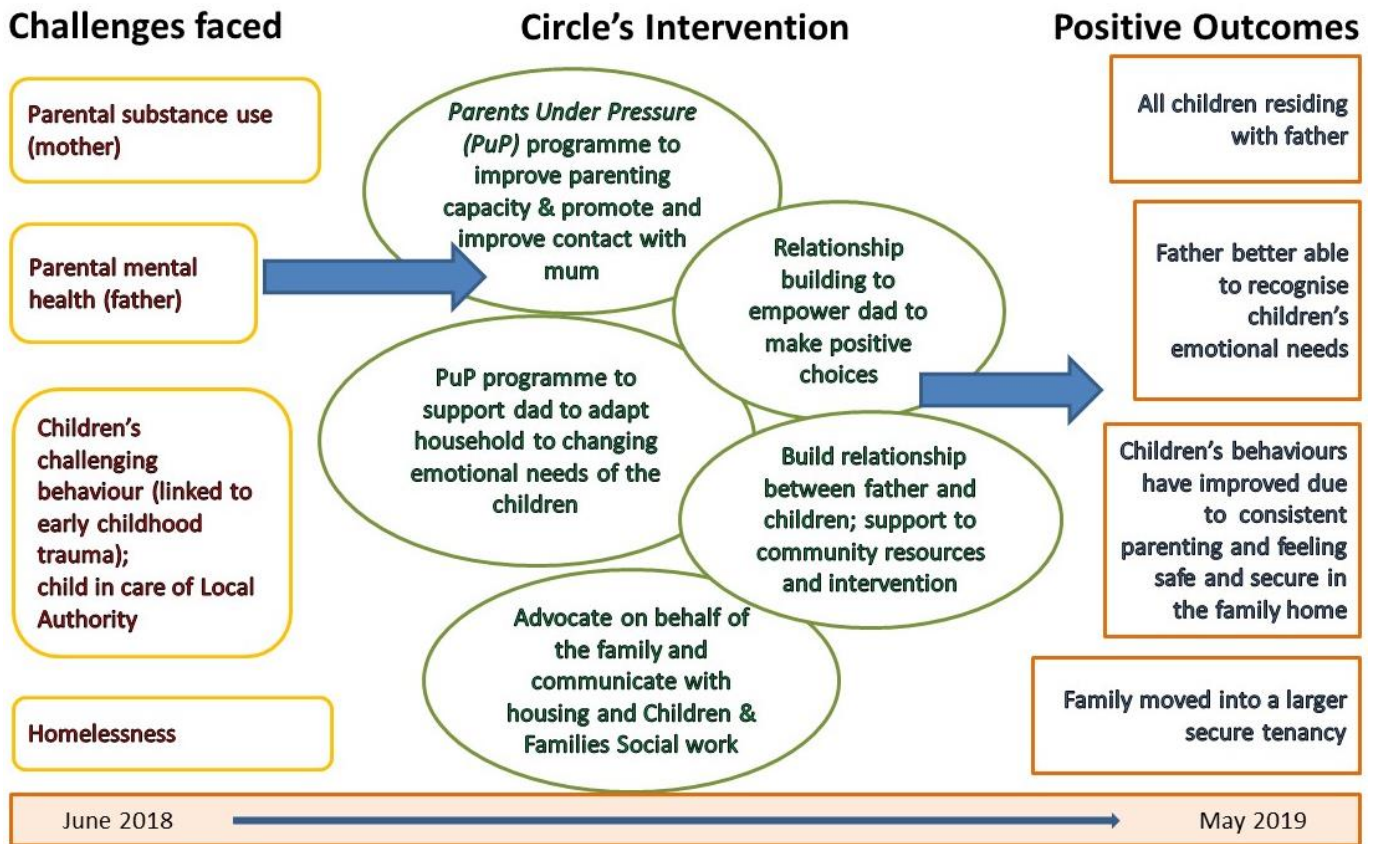 Challenges faced
Circle's Intervention
Positive Outcomes
Parental substance use
(mother)
Parental mental
health (father)
Children's
challenging
behaviour (linked to
early childhood
trauma);
child in care of Local
Authority
Homelessness
Parents Under Pressure
(PuP) programme to
improve parenting
capacity & promote and
improve contact with
mum
Relationship
building to
empower dad to
make positive
choices
PuP programme to
support dad to adapt
household to changing
emotional needs of the
children
Build relationship
between father and
children; support to
community resources
and intervention
Advocate on behalf of
the family and
communicate with
housing and Children &
Families Social work
All children residing
with father
Father better able
to recognise
children's
emotional needs
Children's behaviours
have improved due
to consistent
parenting and feeling
safe and secure in
the family home
Family moved into a larger
secure tenancy
June 2018
May 2019